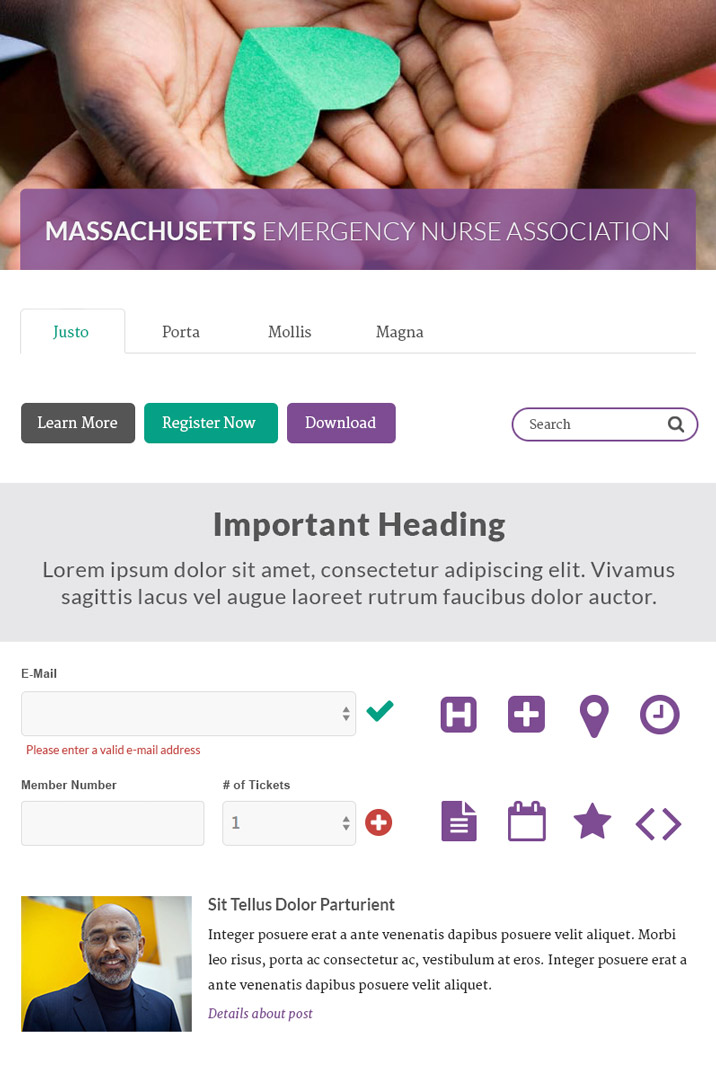 MASSACHUSETTS EMERGENCY NURSE ASSOCIATION
Justo Porta Mollis Magna
Learn More Register Now Download Search
Important Heading
Lorem ipsum dolor sit amet, consectetur adipiscing elit. Vivamus
sagittis lacus vel augue laoreet rutrum faucibus dolor auctor.
E-Mail
H
Please enter a valid e-mail address
Member Number # of Tickets
1
Sit Tellus Dolor Parturient
Integer posuere erat a ante venenatis dapibus posuere velit aliquet. Morbi
leo risus, porta ac consectetur ac, vestibulum at eros. Integer posuere erat a
ante venenatis dapibus posuere velit aliquet.
Details about post